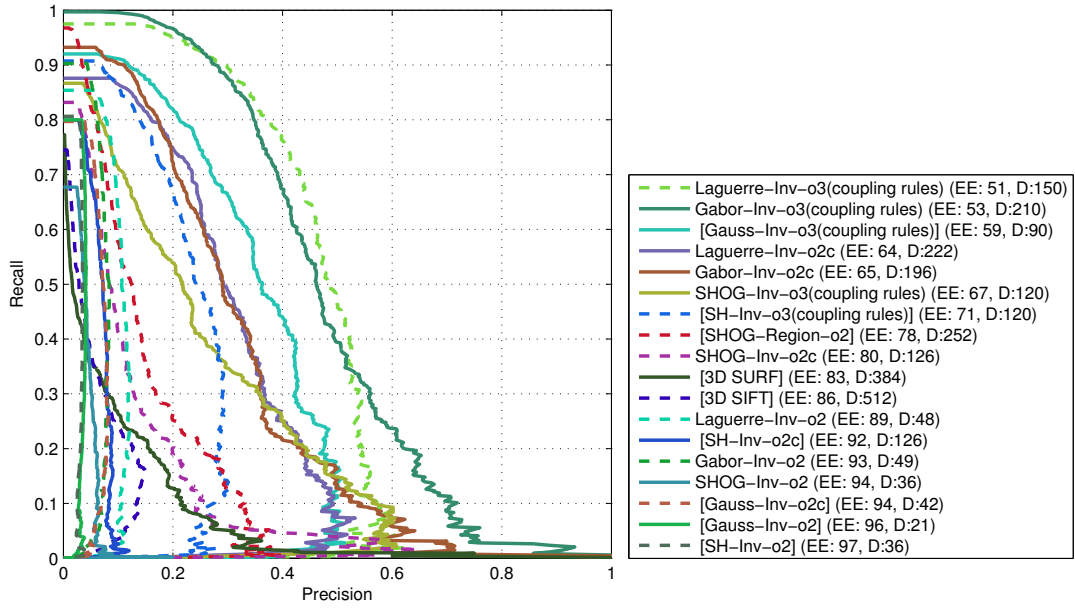 1
0.9
0.8
0.7
0.6
0.5
0.4
0.3
0.2
0.1
0
Recall
0 0.2 0.4 0.6 0.8 1
Precision
Laguerre-Inv-o3(coupling rules) (EE: 51, D:150)
Gabor-Inv-o3(coupling rules) (EE: 53, D:210)
[Gauss-Inv-o3(coupling rules)] (EE: 59, D:90)
Laguerre-Inv-o2c (EE: 64, D:222)
Gabor-Inv-o2c (EE: 65, D:196)
SHOG-Inv-o3(coupling rules) (EE: 67, D:120)
[SH-Inv-o3(coupling rules)] (EE: 71, D:120)
[SHOG-Region-o2] (EE: 78, D:252)
SHOG-Inv-o2c (EE: 80, D:126)
[3D SURF] (EE: 83, D:384)
[3D SIFT] (EE: 86, D:512)
Laguerre-Inv-o2 (EE: 89, D:48)
[SH-Inv-o2c] (EE: 92, D:126)
Gabor-Inv-o2 (EE: 93, D:49)
SHOG-Inv-o2 (EE: 94, D:36)
[Gauss-Inv-o2c] (EE: 94, D:42)
[Gauss-Inv-o2] (EE: 96, D:21)
[SH-Inv-o2] (EE: 97, D:36)